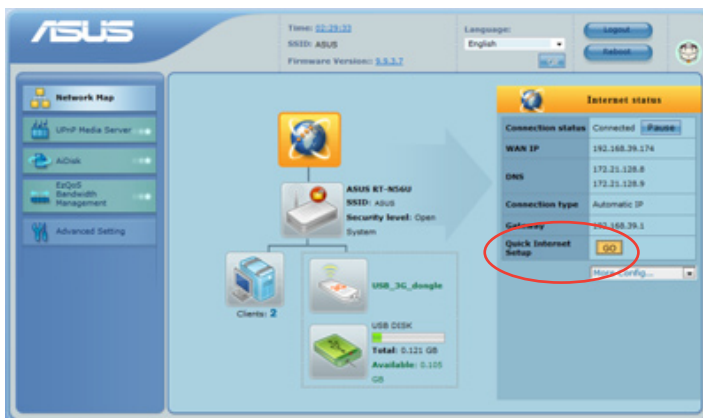 ASUS
Time: 02:29:33
SSID: ASUS
Firmware Version: 9.9.3.7
Language:
English
Logout
Reboot
Network Map
UPnP Media Server
AiDisk
EzQoS
Bandwidth
Management
Advanced Setting
ASUS RT-N56U
SSID: ASUS
Security level: Open
System
Clients: 2
USB_3G_dongle
USB DISK
Total: 0.121 GB
Available: 0.105
GB
Internet status
Connection status Connected Pause
WAN IP 192.168.39.174
DNS 172.21.128.8
172.21.128.9
Connection type Automatic IP
Gateway 192.168.39.1
Quick Internet
Setup GO
More Config...